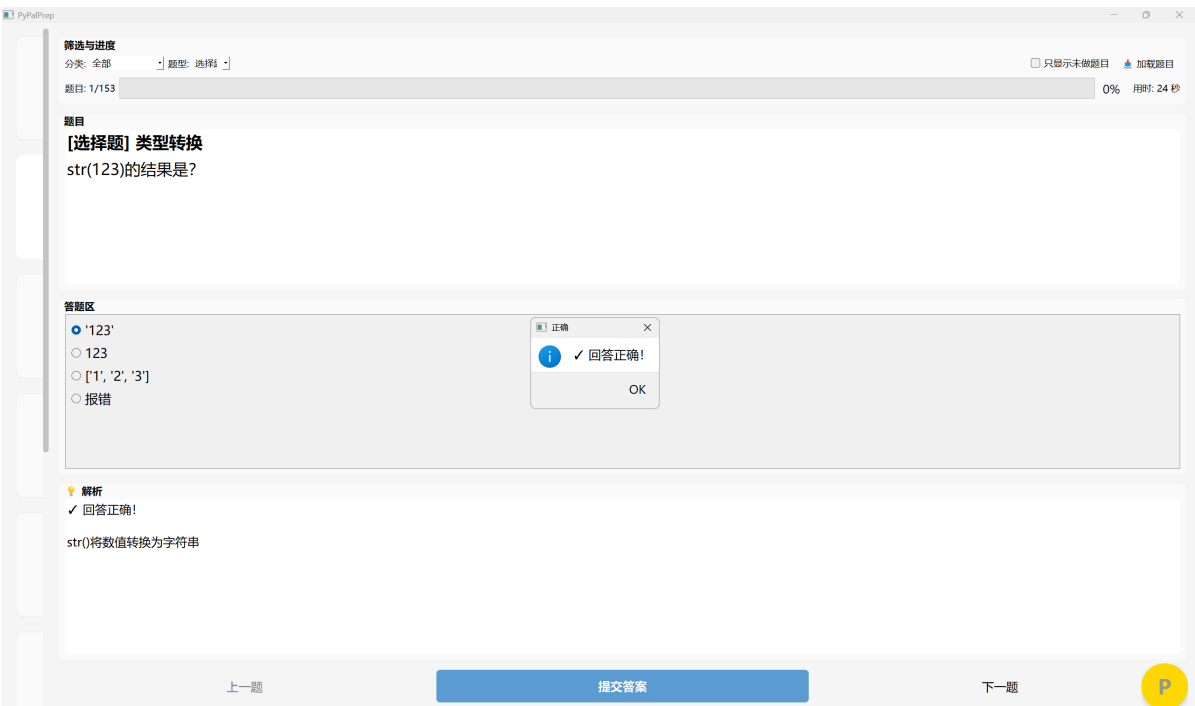 PyPalPrep
筛选与进度
分类: 全部 题型: 选择题 只显示未做题目 加载题目
题目: 1/153 0% 用时: 24 秒
题目
[选择题] 类型转换
str(123)的结果是?
答题区
'123'
123
['1', '2', '3']
报错
正确
✓ 回答正确!
OK
解析
✓ 回答正确!
str()将数值转换为字符串
上一题 提交答案 下一题
P